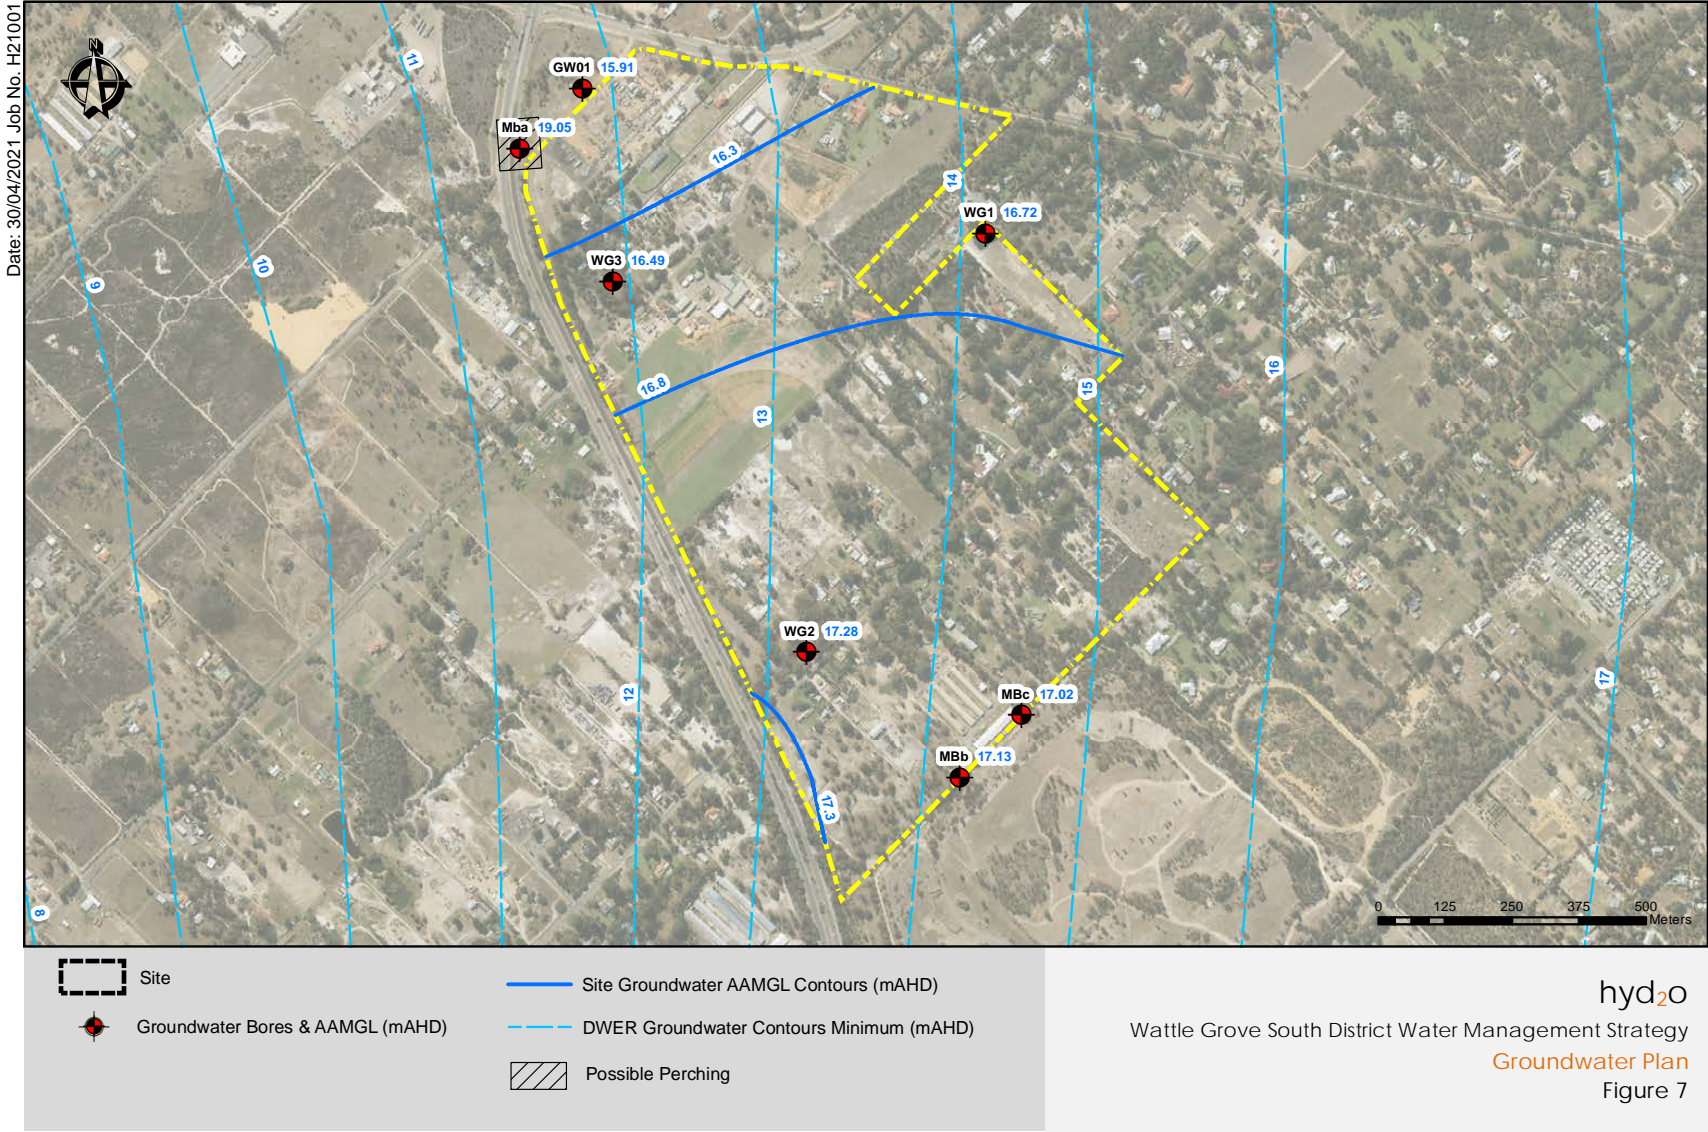 Date: 30/04/2021 Job No. H21001
N
GW01 15.91
Mba 19.05
WG3 16.49
WG1 16.72
WG2 17.28
MBc 17.02
MBb 17.13
16.3
16.8
17.3
8
9
10
11
12
13
14
15
16
17
0 125 250 375 500
Meters
Site
Groundwater Bores & AAMGL (mAHD)
Site Groundwater AAMGL Contours (mAHD)
DWER Groundwater Contours Minimum (mAHD)
Possible Perching
hyd2o
Wattle Grove South District Water Management Strategy
Groundwater Plan
Figure 7